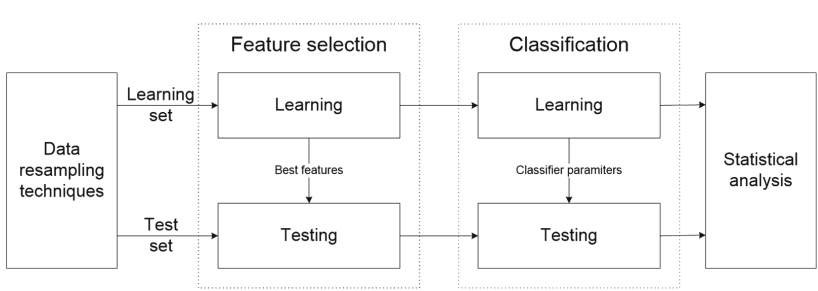 Feature selection
Classification
Learning
set
Learning
Learning
Data
resampling
techniques
Best features
Classifier paramiters
Statistical
analysis
Test
set
Testing
Testing